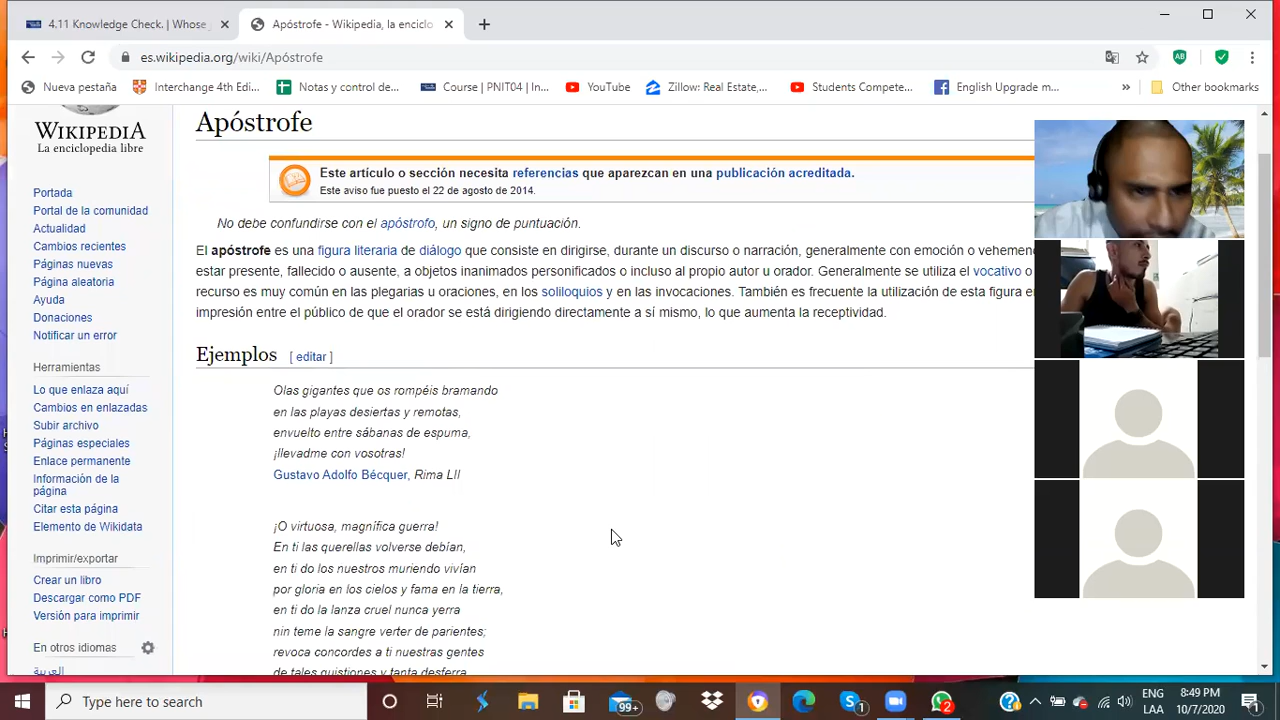 4.11 Knowledge Check. | Whose
Apóstrofe - Wikipedia, la enciclo
es.wikipedia.org/wiki/Apóstrofe
Nueva pestaña
Interchange 4th Edi...
Notas y control de...
Course | PNIT04 | In...
YouTube
Zillow: Real Estate,...
Students Compete...
English Upgrade m...
»
Other bookmarks
WIKIPEDIA
La enciclopedia libre
Portada
Portal de la comunidad
Actualidad
Cambios recientes
Páginas nuevas
Página aleatoria
Ayuda
Donaciones
Notificar un error
Herramientas
Lo que enlaza aquí
Cambios en enlazadas
Subir archivo
Páginas especiales
Enlace permanente
Información de la
página
Citar esta página
Elemento de Wikidata
Imprimir/exportar
Crear un libro
Descargar como PDF
Versión para imprimir
En otros idiomas
العربية
Apóstrofe
Este artículo o sección necesita referencias que aparezcan en una publicación acreditada.
Este aviso fue puesto el 22 de agosto de 2014.
No debe confundirse con el apóstrofo, un signo de puntuación.
El apóstrofe es una figura literaria de diálogo que consiste en dirigirse, durante un discurso o narración, generalmente con emoción o vehemen
estar presente, fallecido o ausente, a objetos inanimados personificados o incluso al propio autor u orador. Generalmente se utiliza el vocativo o
recurso es muy común en las plegarias u oraciones, en los soliloquios y en las invocaciones. También es frecuente la utilización de esta figura en
impresión entre el público de que el orador se está dirigiendo directamente a sí mismo, lo que aumenta la receptividad.
Ejemplos [ editar ]
Olas gigantes que os rompéis bramando
en las playas desiertas y remotas,
envuelto entre sábanas de espuma,
¡llevadme con vosotras!
Gustavo Adolfo Bécquer, Rima LII
¡O virtuosa, magnífica guerra!
En ti las querellas volverse debían,
en ti do los nuestros muriendo vivían
por gloria en los cielos y fama en la tierra,
en ti do la lanza cruel nunca yerra
nin teme la sangre verter de parientes;
revoca concordes a ti nuestras gentes
de tales quistiones y tanta desferra
Type here to search
99+
1
2
ENG
LAA
8:49 PM
10/7/2020
1